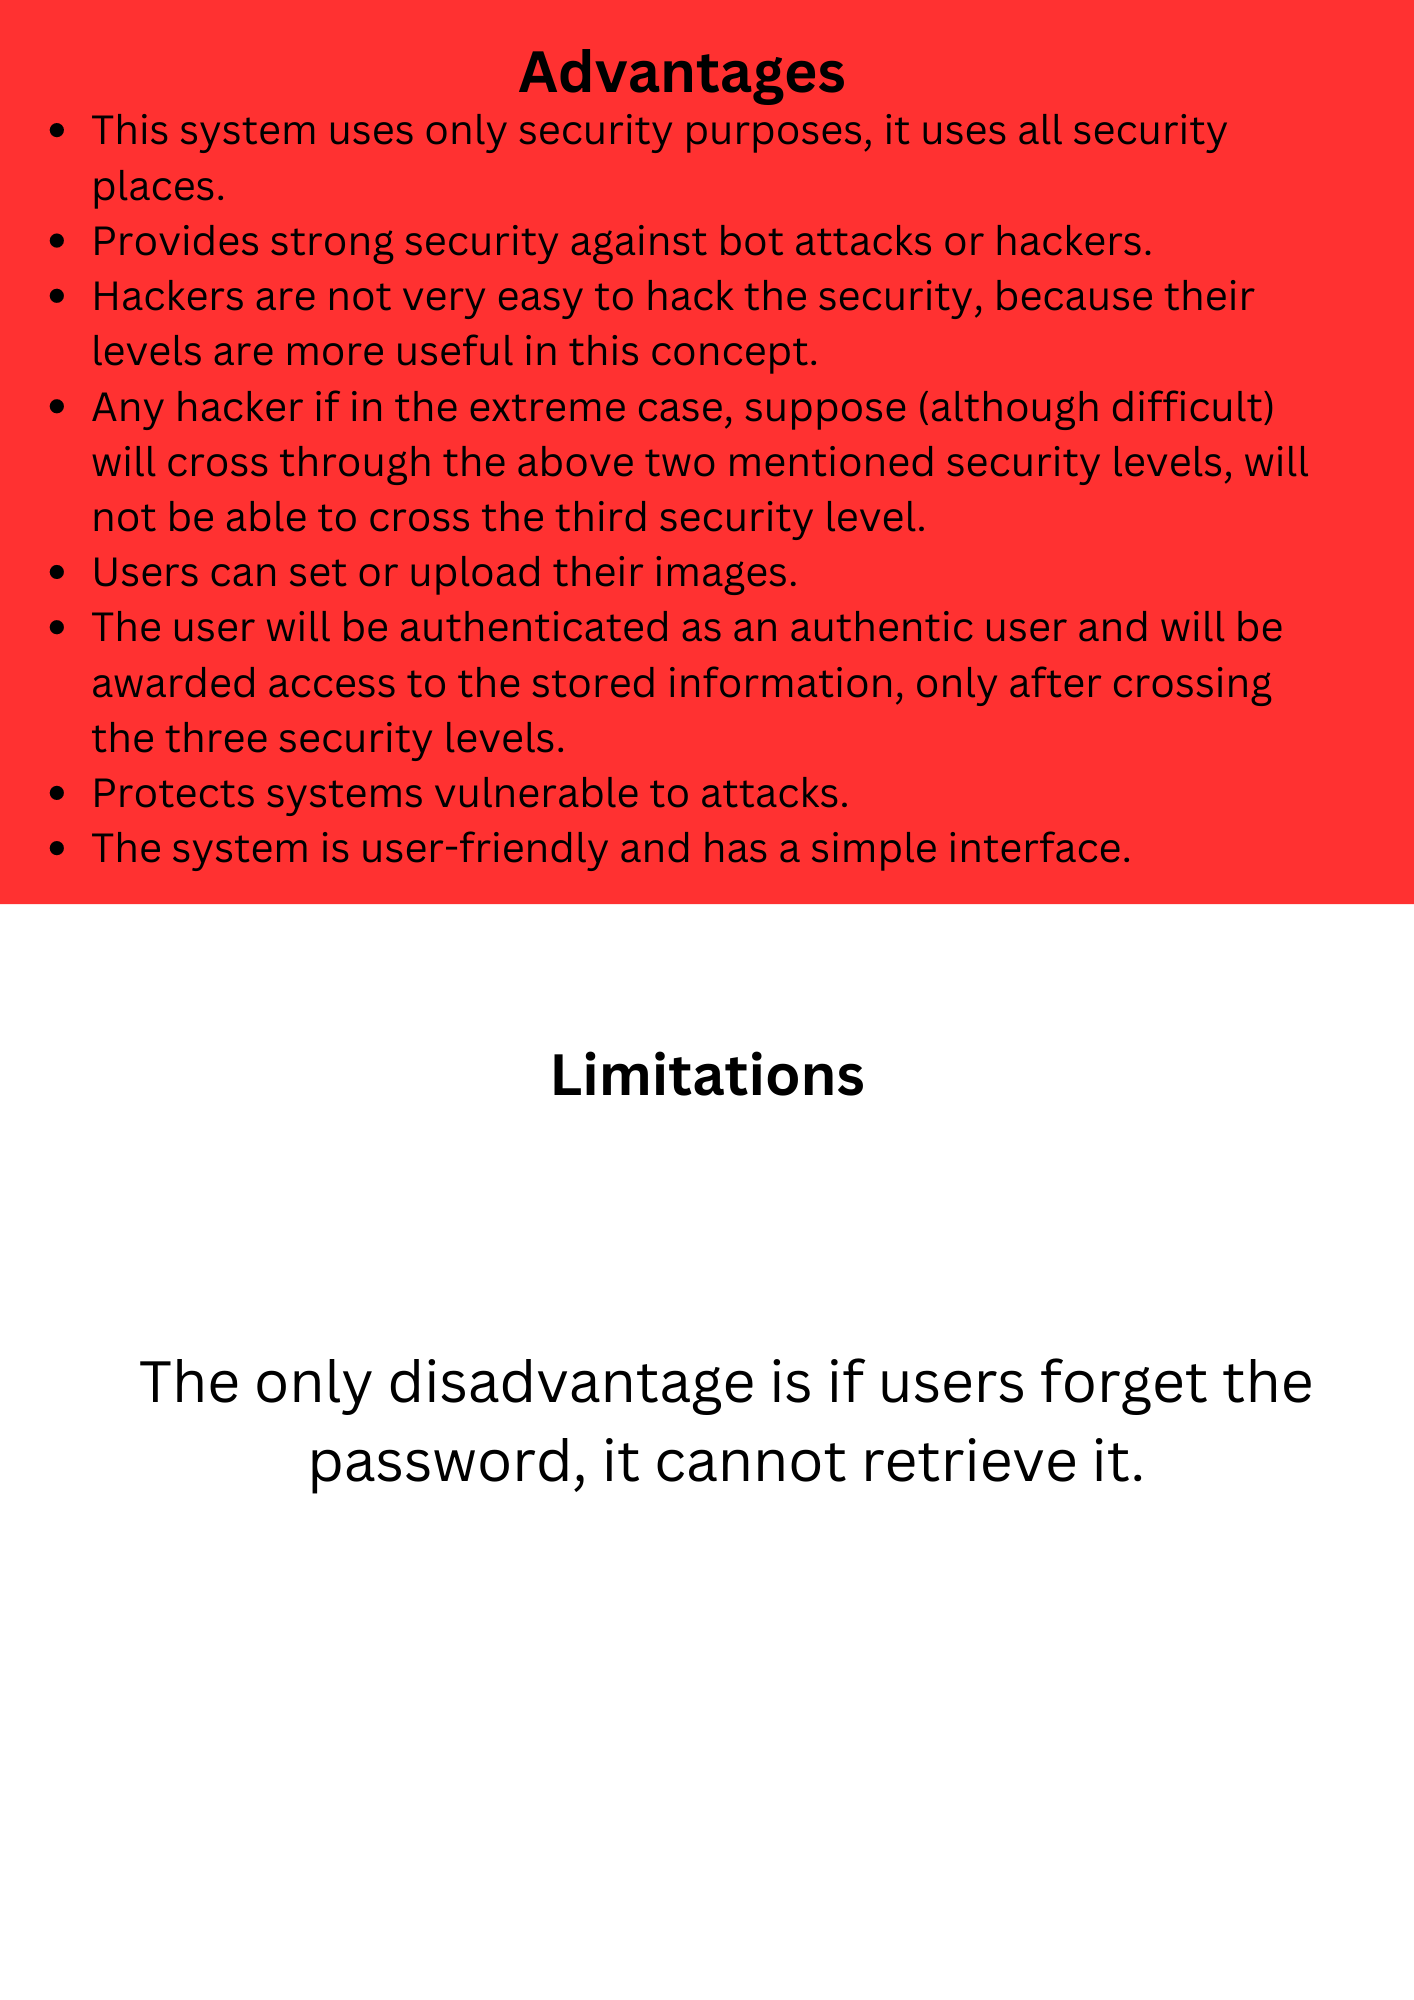 Advantages
• This system uses only security purposes, it uses all security
places.
• Provides strong security against bot attacks or hackers.
• Hackers are not very easy to hack the security, because their
levels are more useful in this concept.
• Any hacker if in the extreme case, suppose (although difficult)
will cross through the above two mentioned security levels, will
not be able to cross the third security level.
• Users can set or upload their images.
• The user will be authenticated as an authentic user and will be
awarded access to the stored information, only after crossing
the three security levels.
• Protects systems vulnerable to attacks.
• The system is user-friendly and has a simple interface.
Limitations
The only disadvantage is if users forget the
password, it cannot retrieve it.